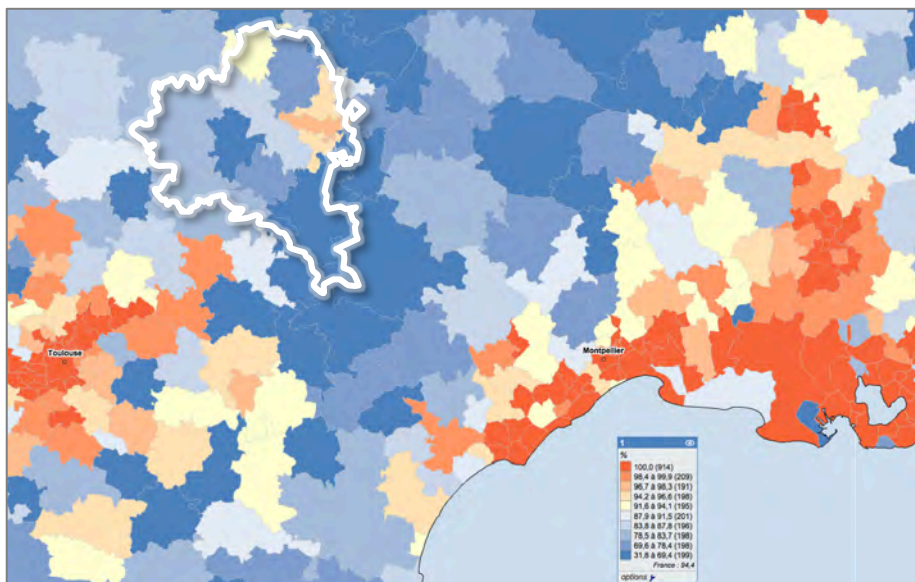 Toulouse
Montpellier
1
%
100,0 (914)
98,4 à 99,9 (209)
96,7 à 98,3 (191)
94,2 à 96,6 (198)
91,6 à 94,1 (195)
87,9 à 91,5 (201)
83,8 à 87,8 (196)
78,5 à 83,7 (198)
69,6 à 78,4 (198)
31,8 à 69,4 (199)
France : 94,4
options